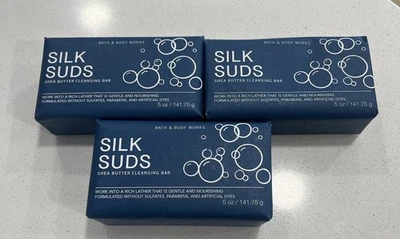 BATH & BODY WORKS
SILK
SUDS
SHEA BUTTER CLEANSING BAR
WORK INTO A RICH LATHER THAT IS GENTLE AND NOURISHING
FORMULATED WITHOUT SULFATES, PARABENS, AND ARTIFICIAL DYES
5 oz / 141.75 g
BATH & BODY WORKS
SILK
SUDS
SHEA BUTTER CLEANSING BAR
WORK INTO A RICH LATHER THAT IS GENTLE AND NOURISHING
FORMULATED WITHOUT SULFATES, PARABENS, AND ARTIFICIAL DYES
5 oz / 141.75 g
BATH & BODY WORKS
SILK
SUDS
SHEA BUTTER CLEANSING BAR
WORK INTO A RICH LATHER THAT IS GENTLE AND NOURISHING
FORMULATED WITHOUT SULFATES, PARABENS, AND ARTIFICIAL DYES
5 oz / 141.75 g